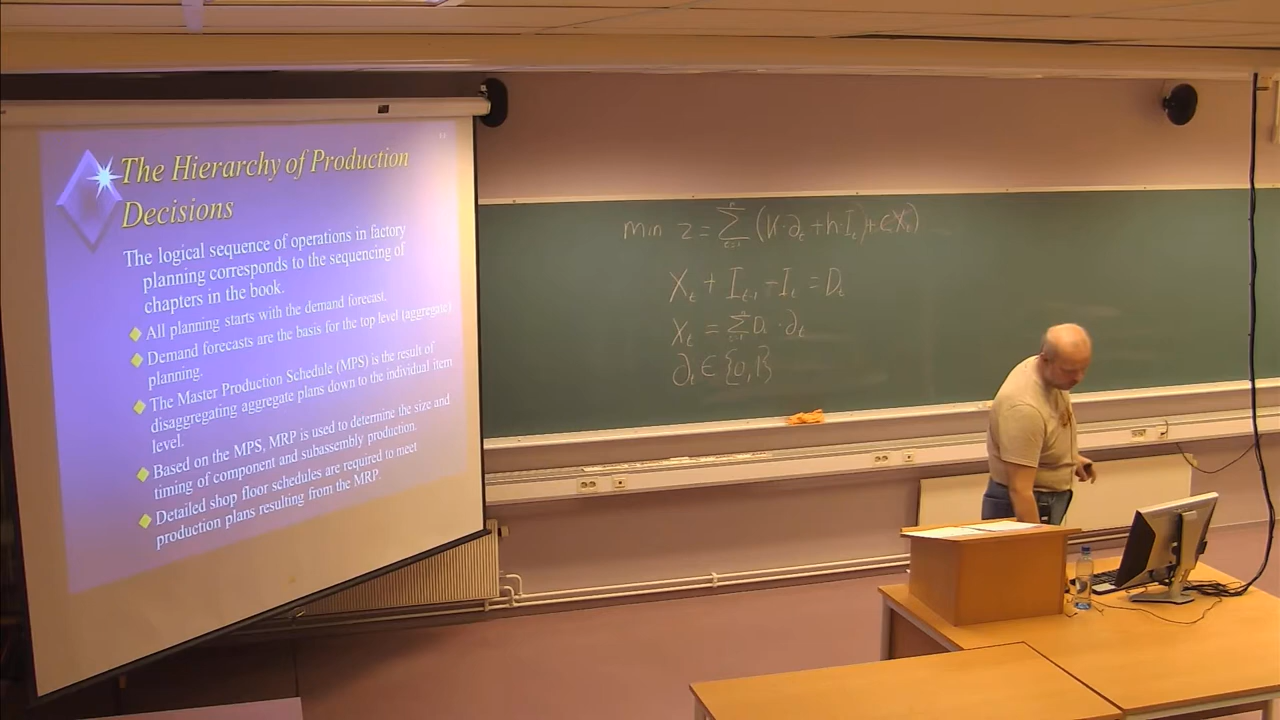 The Hierarchy of Production
Decisions
The logical sequence of operations in factory
planning corresponds to the sequencing of
chapters in the book.
All planning starts with the demand forecast.
Demand forecasts are the basis for the top level (aggregate)
planning.
The Master Production Schedule (MPS) is the result of
disaggregating aggregate plans down to the individual item
level.
Based on the MPS, MRP is used to determine the size and
timing of component and subassembly production.
Detailed shop floor schedules are required to meet
production plans resulting from the MRP.
min z = Σ (K·∂t + h·It) + c Xt)
Xt + It-1 - It = Dt
Xt = Σ Dt · ∂t
∂t ∈ {0,1}